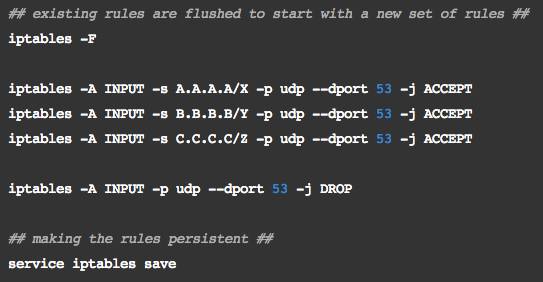 ## existing rules are flushed to start with a new set of rules ##
iptables -F
iptables -A INPUT -s A.A.A.A/X -p udp --dport 53 -j ACCEPT
iptables -A INPUT -s B.B.B.B/Y -p udp --dport 53 -j ACCEPT
iptables -A INPUT -s C.C.C.C/Z -p udp --dport 53 -j ACCEPT
iptables -A INPUT -p udp --dport 53 -j DROP
## making the rules persistent ##
service iptables save